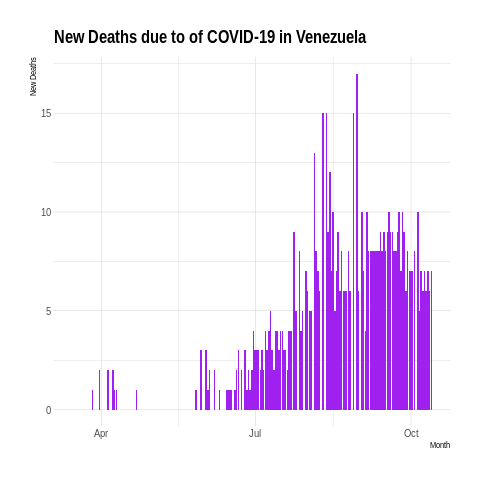 New Deaths due to of COVID-19 in Venezuela
New Deaths
15
10
5
0
Apr
Jul
Oct
Month